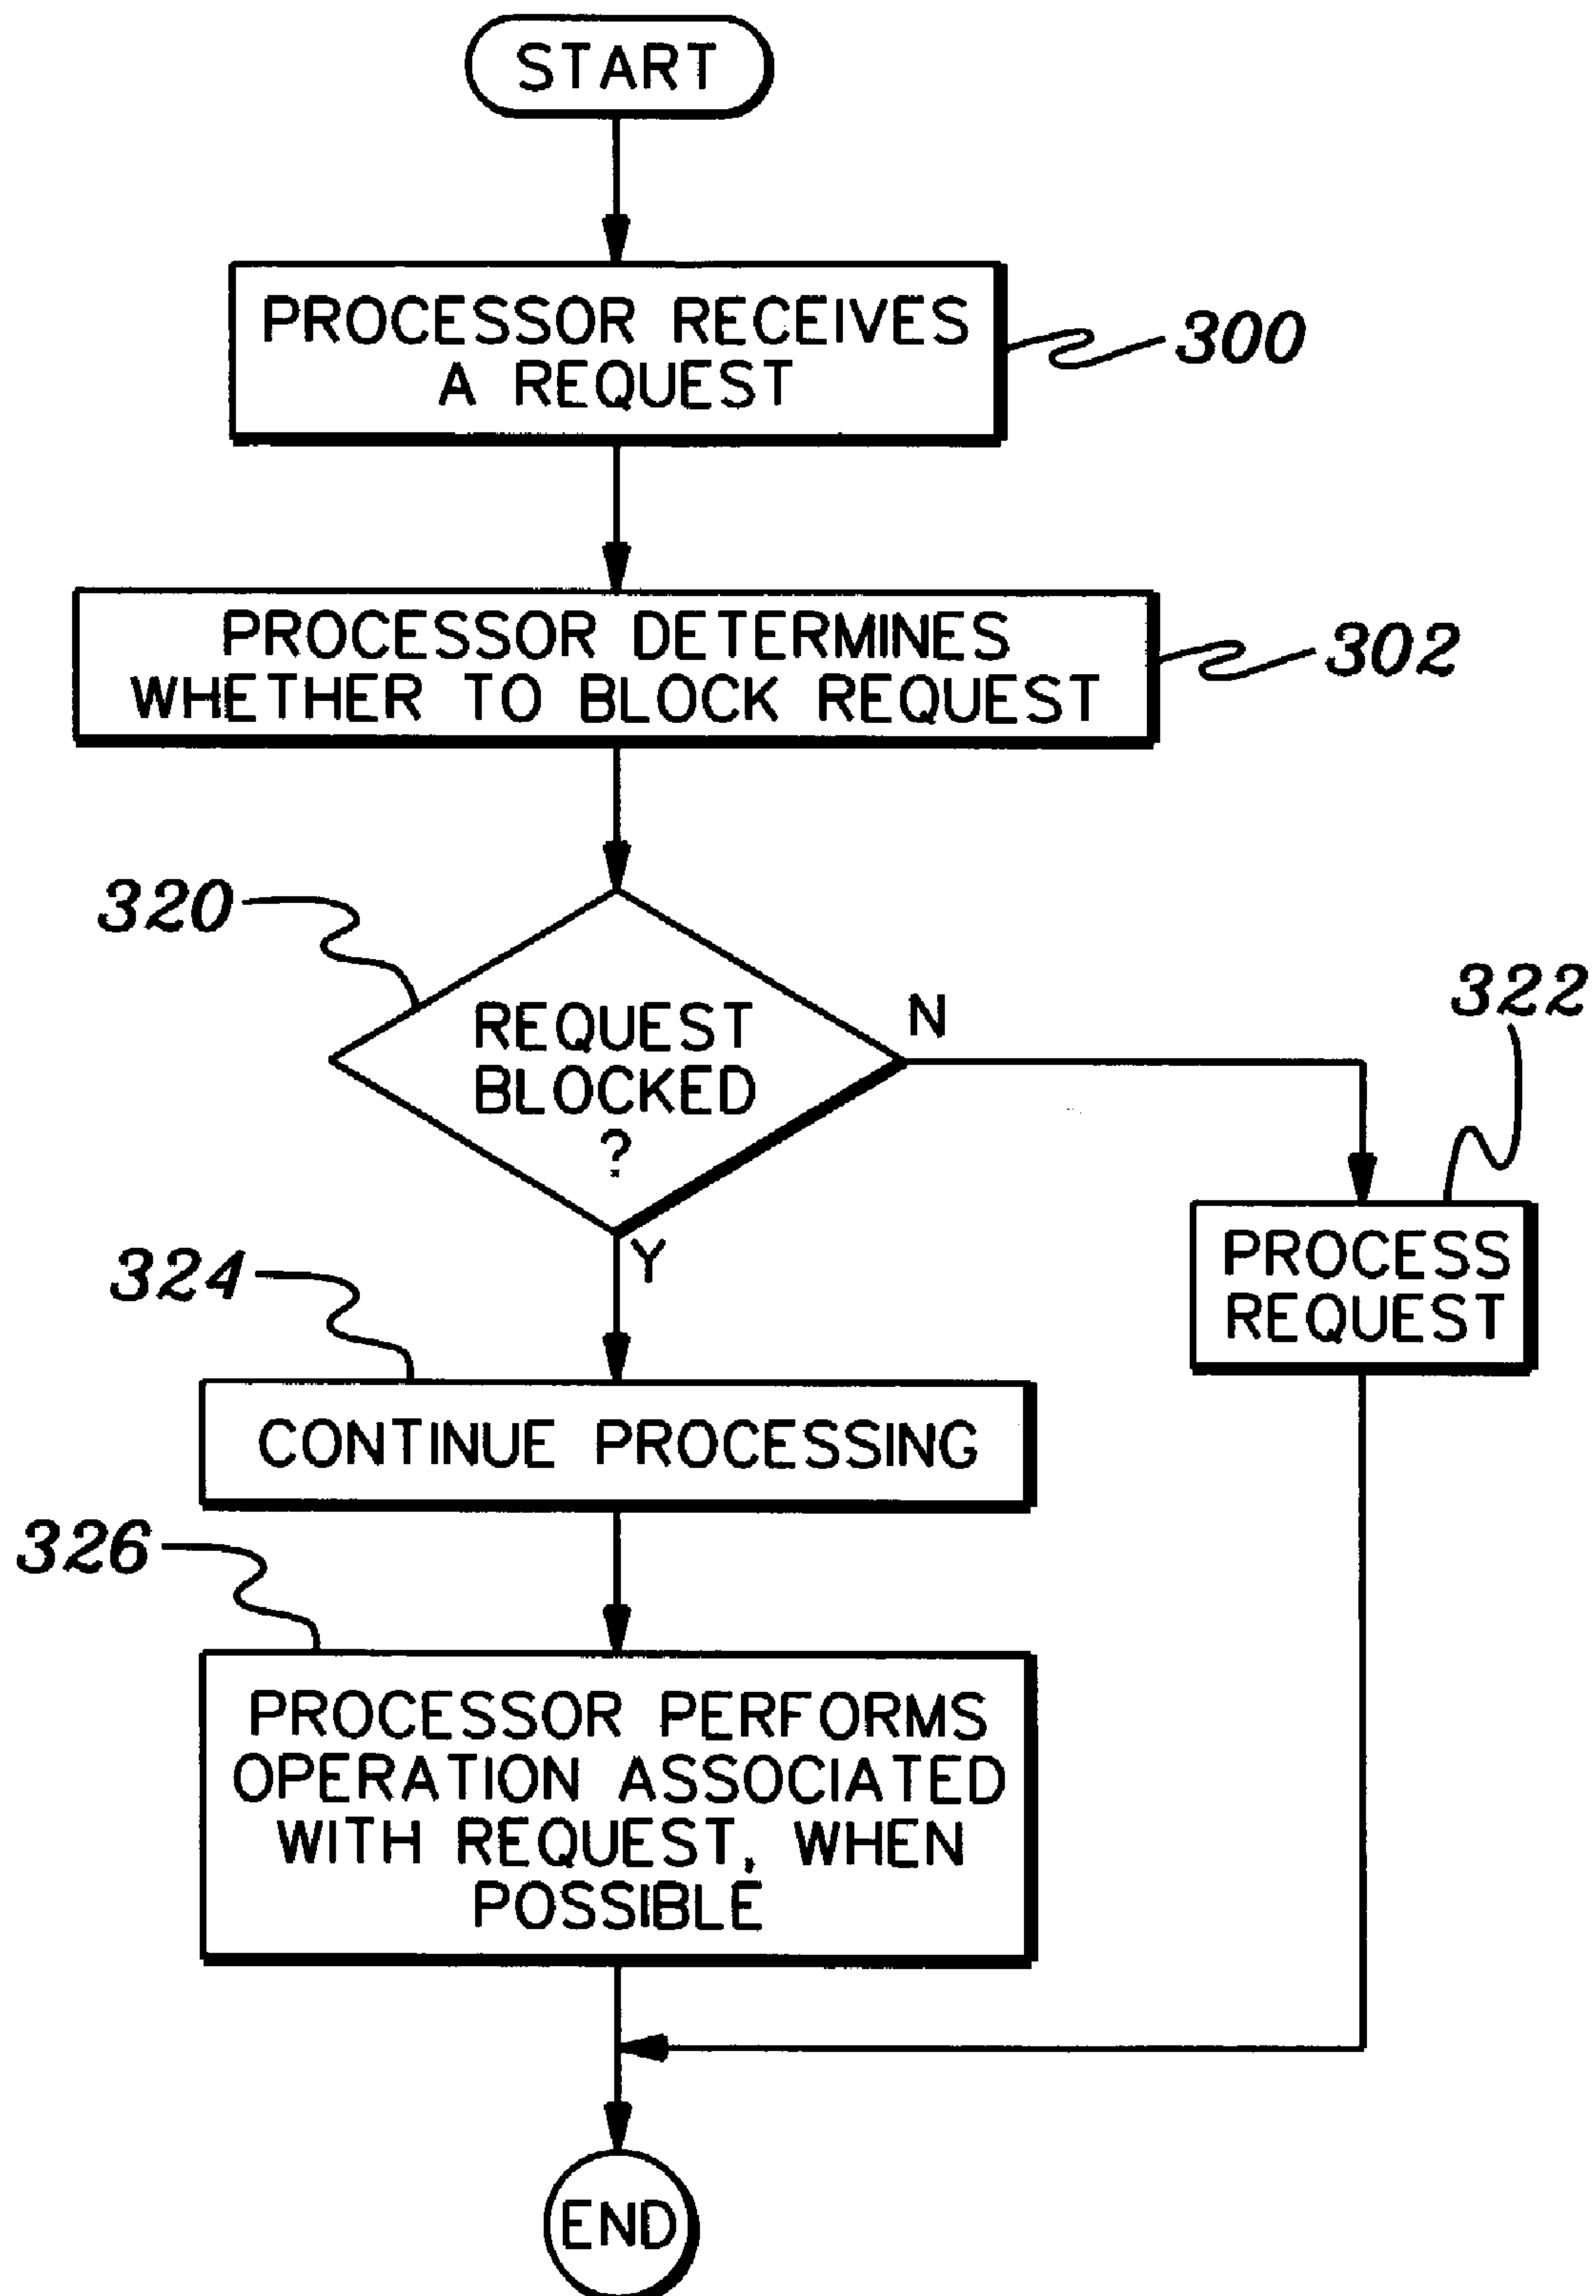 START
PROCESSOR RECEIVES
A REQUEST
300
PROCESSOR DETERMINES
WHETHER TO BLOCK REQUEST
302
320
REQUEST
BLOCKED
?
N
322
Y
PROCESS
REQUEST
324
CONTINUE PROCESSING
326
PROCESSOR PERFORMS
OPERATION ASSOCIATED
WITH REQUEST, WHEN
POSSIBLE
END